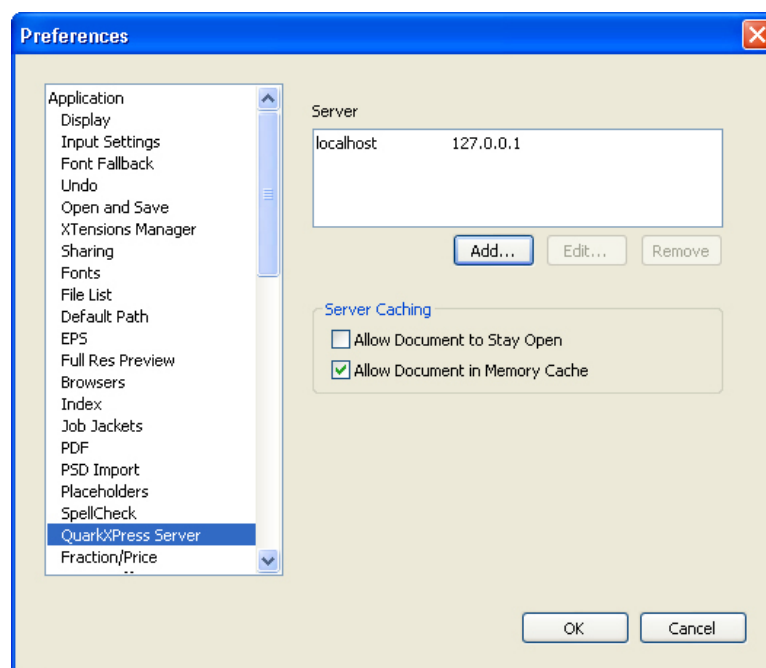 Preferences
Application
Display
Input Settings
Font Fallback
Undo
Open and Save
XTensions Manager
Sharing
Fonts
File List
Default Path
EPS
Full Res Preview
Browsers
Index
Job Jackets
PDF
PSD Import
Placeholders
SpellCheck
QuarkXPress Server
Fraction/Price
Server
localhost 127.0.0.1
Add... Edit... Remove
Server Caching
Allow Document to Stay Open
Allow Document in Memory Cache
OK Cancel